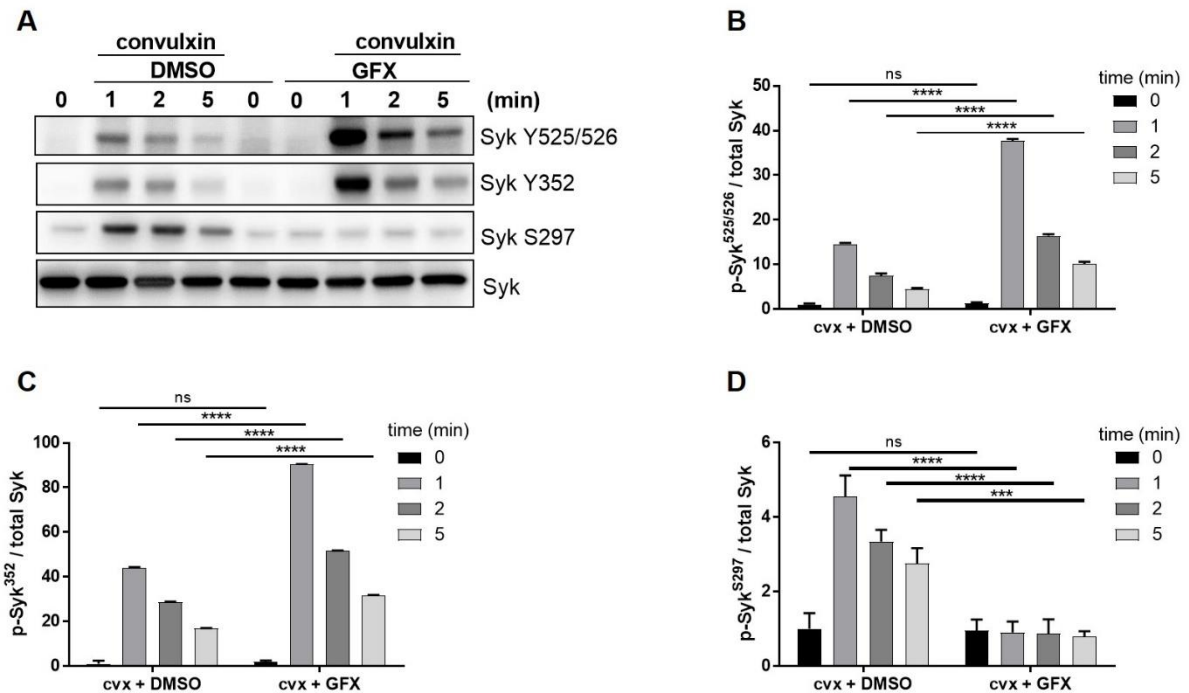 A
convulxin convulxin
DMSO GFX
0 1 2 5 0 0 1 2 5 (min)
Syk Y525/526
Syk Y352
Syk S297
Syk
B
ns
****
****
****
time (min)
0
1
2
5
50
40
30
20
10
0
p-Syk525/526 / total Syk
cvx + DMSO cvx + GFX
C
ns
****
****
****
time (min)
0
1
2
5
100
80
60
40
20
0
p-Syk352 / total Syk
cvx + DMSO cvx + GFX
D
ns
****
****
***
time (min)
0
1
2
5
6
4
2
0
p-SykS297 / total Syk
cvx + DMSO cvx + GFX